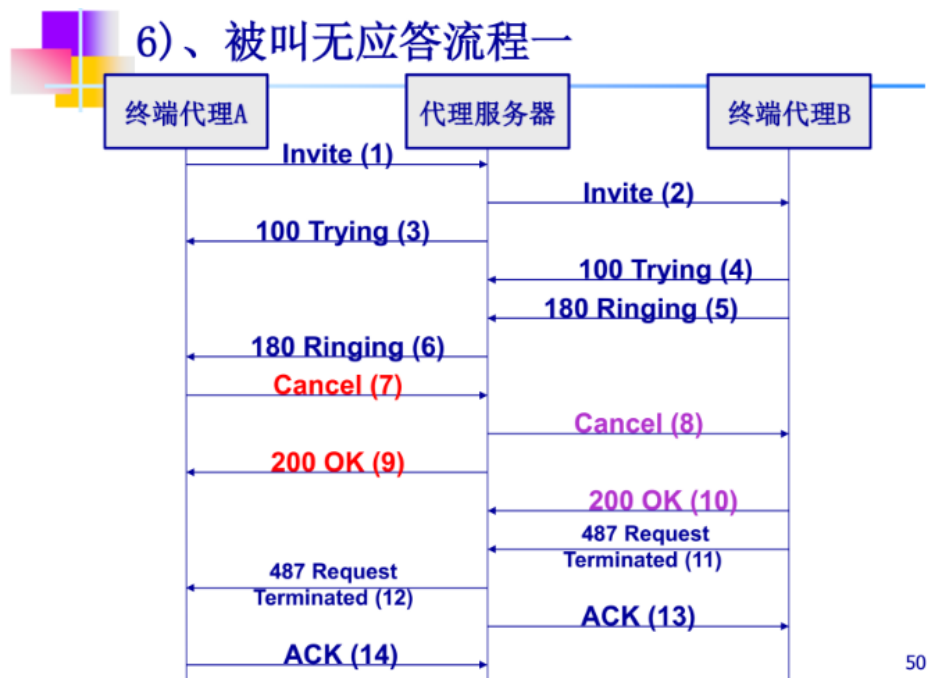 6)、被叫无应答流程一
终端代理A
代理服务器
终端代理B
Invite (1)
Invite (2)
100 Trying (3)
100 Trying (4)
180 Ringing (5)
180 Ringing (6)
Cancel (7)
Cancel (8)
200 OK (9)
200 OK (10)
487 Request
Terminated (11)
487 Request
Terminated (12)
ACK (13)
ACK (14)
50